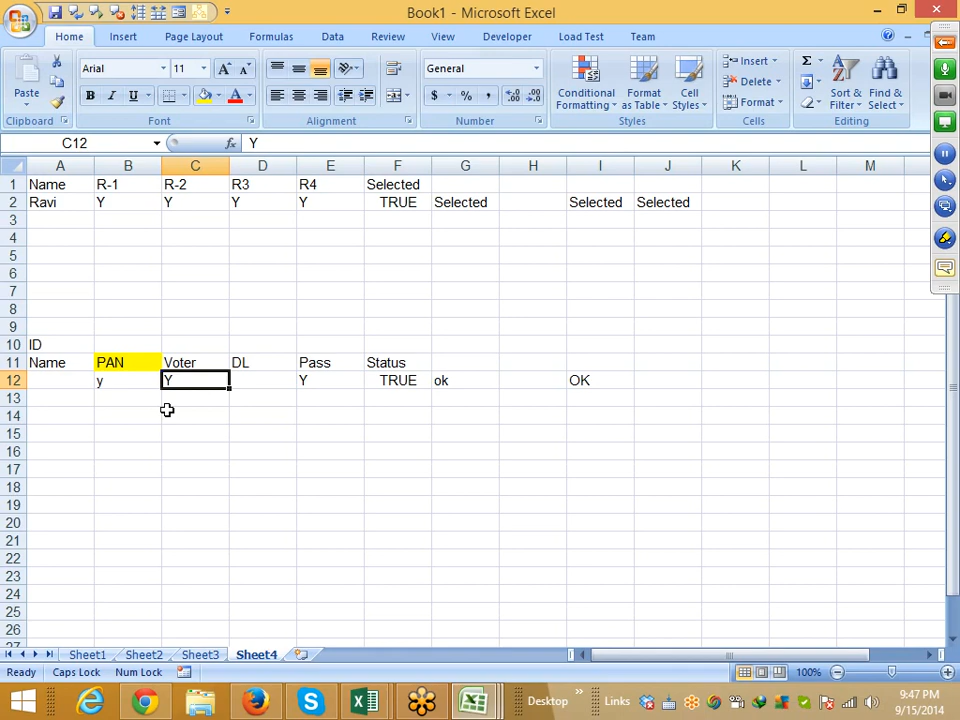 Book1 - Microsoft Excel
Home Insert Page Layout Formulas Data Review View Developer Load Test Team
Paste
Arial 11
B I U
General
$ % ,
Conditional Formatting
Format as Table
Cell Styles
Insert
Delete
Format
Σ
Sort & Filter
Find & Select
Clipboard Font Alignment Number Styles Cells Editing
C12 fx Y
A B C D E F G H I J K L M
1 Name R-1 R-2 R3 R4 Selected
2 Ravi Y Y Y Y TRUE Selected Selected Selected
3
4
5
6
7
8
9
10 ID
11 Name PAN Voter DL Pass Status
12 y Y Y TRUE ok OK
13
14
15
16
17
18
19
20
21
22
23
24
25
26
27
Sheet1 Sheet2 Sheet3 Sheet4
Ready Caps Lock Num Lock 100%
Desktop Links 9:47 PM
9/15/2014